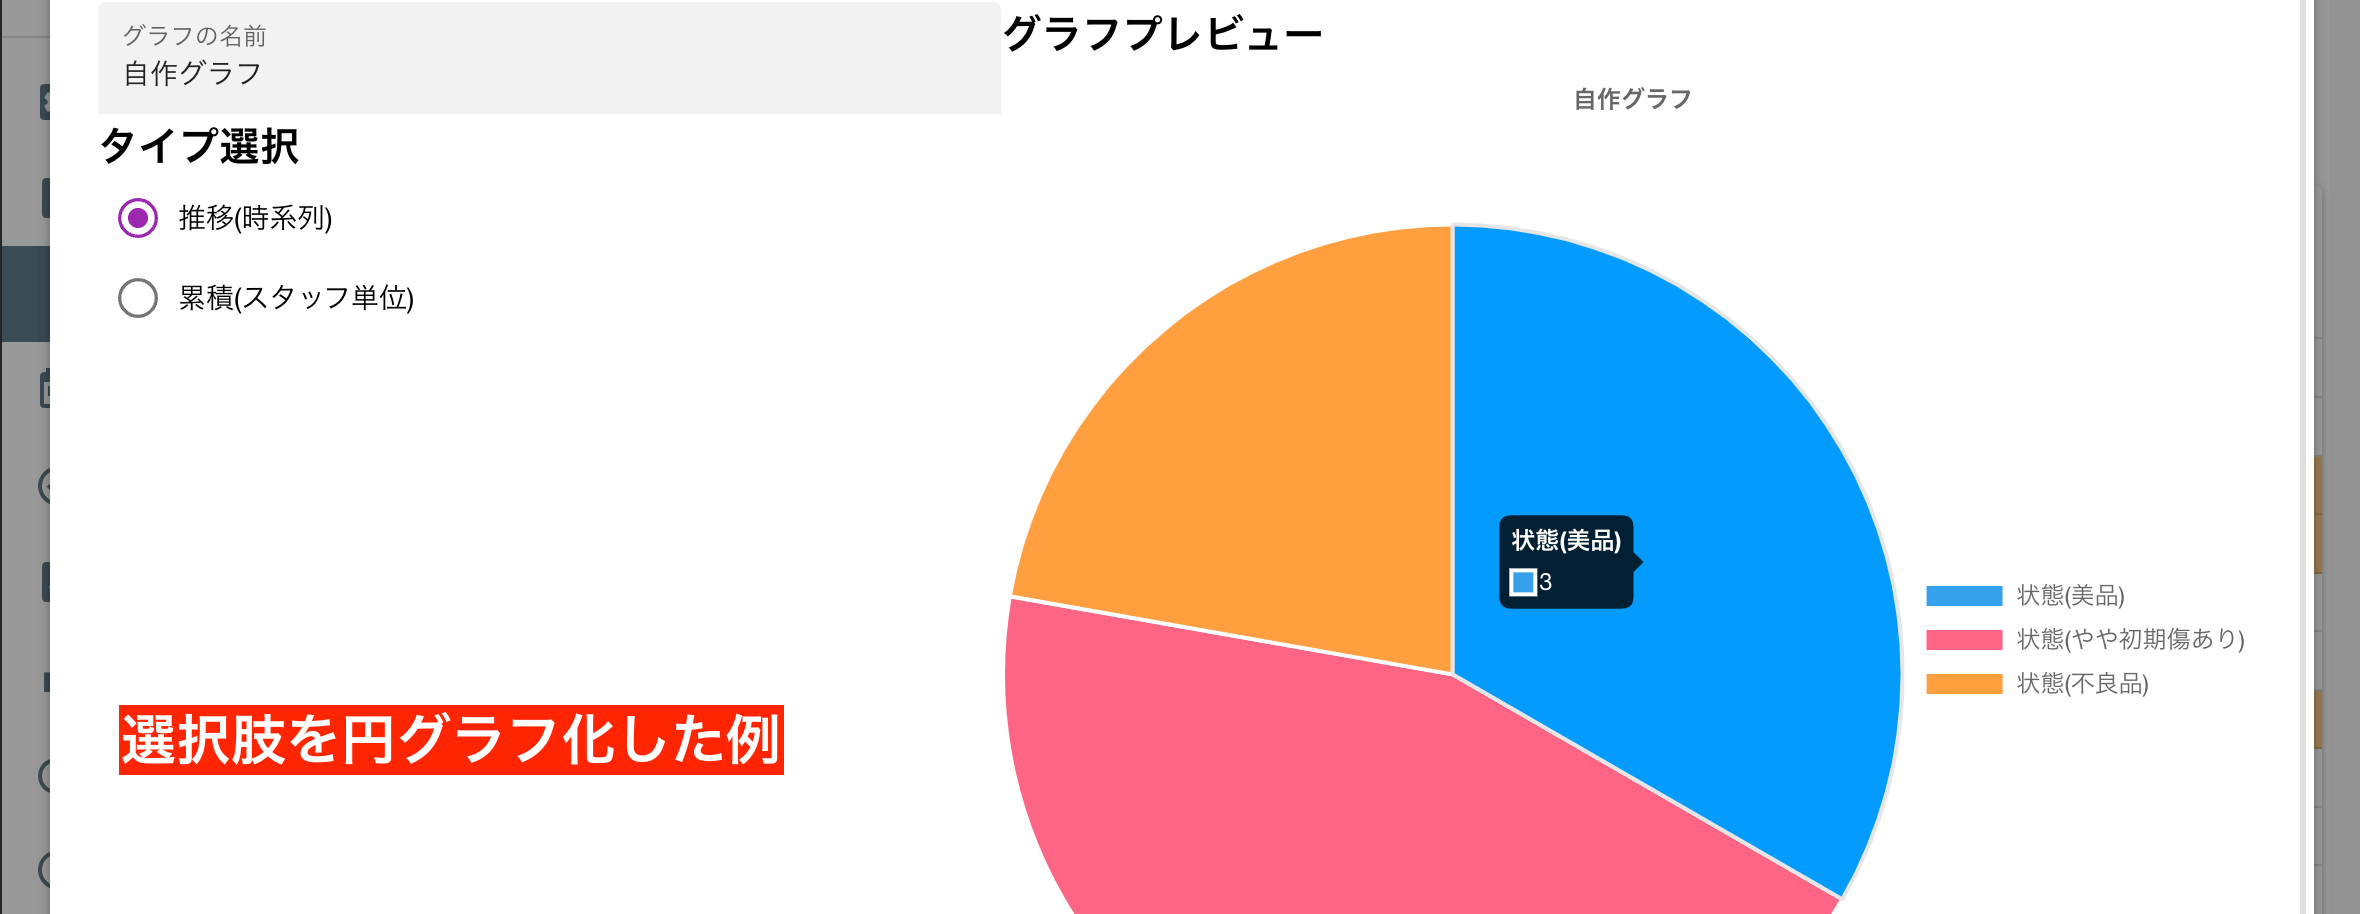 グラフの名前
自作グラフ
タイプ選択
推移(時系列)
累積(スタッフ単位)
選択肢を円グラフ化した例
グラフプレビュー
自作グラフ
状態(美品)
3
状態(美品)
状態(やや初期傷あり)
状態(不良品)